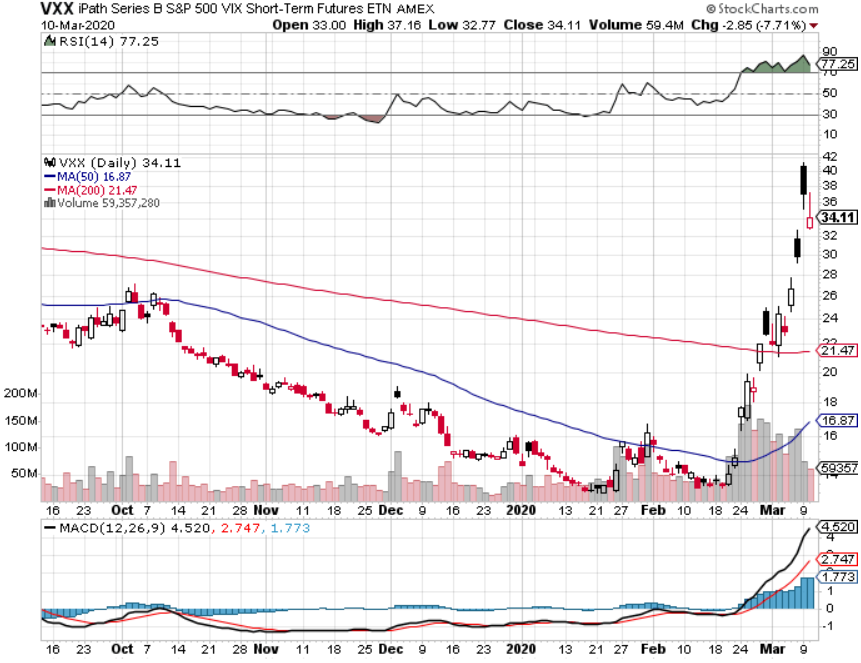 VXX iPath Series B S&P 500 VIX Short-Term Futures ETN AMEX © StockCharts.com
10-Mar-2020 Open 33.00 High 37.16 Low 32.77 Close 34.11 Volume 59.4M Chg -2.85 (-7.71%)
RSI(14) 77.25
90
77.25
70
50
30
10
VXX (Daily) 34.11
MA(50) 16.87
MA(200) 21.47
Volume 59,357,280
42
40
38
36
34.11
32
30
28
26
24
22
21.47
20
18
16.87
16
59357
200M
150M
100M
50M
16 23 Oct 7 14 21 28 Nov 11 18 25 Dec 9 16 23 2020 13 21 27 Feb 10 18 24 Mar 9
MACD(12,26,9) 4.520, 2.747, 1.773
4.520
4
2.747
1.773
1
0
-1
16 23 Oct 7 14 21 28 Nov 11 18 25 Dec 9 16 23 2020 13 21 27 Feb 10 18 24 Mar 9